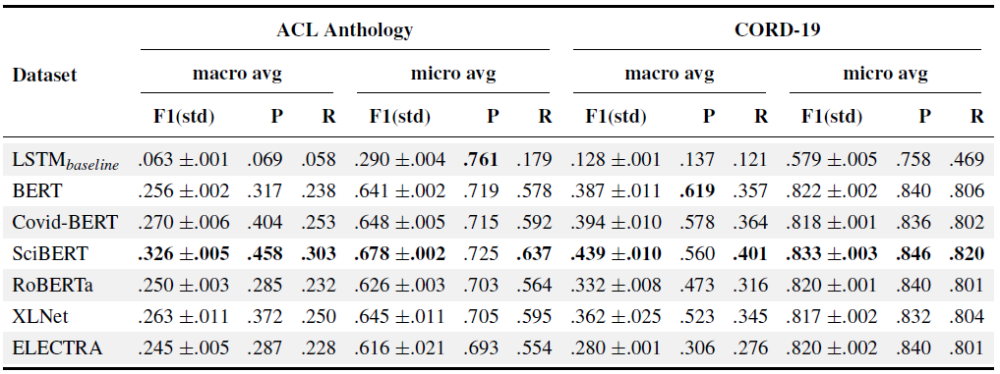 ACL Anthology CORD-19
Dataset macro avg micro avg macro avg micro avg
F1(std) P R F1(std) P R F1(std) P R F1(std) P R
LSTMbaseline .063 ±.001 .069 .058 .290 ±.004 .761 .179 .128 ±.001 .137 .121 .579 ±.005 .758 .469
BERT .256 ±.002 .317 .238 .641 ±.002 .719 .578 .387 ±.011 .619 .357 .822 ±.002 .840 .806
Covid-BERT .270 ±.006 .404 .253 .648 ±.005 .715 .592 .394 ±.010 .578 .364 .818 ±.001 .836 .802
SciBERT .326 ±.005 .458 .303 .678 ±.002 .725 .637 .439 ±.010 .560 .401 .833 ±.003 .846 .820
RoBERTa .250 ±.003 .285 .232 .626 ±.003 .703 .564 .332 ±.008 .473 .316 .820 ±.001 .840 .801
XLNet .263 ±.011 .372 .250 .645 ±.011 .705 .595 .362 ±.025 .523 .345 .817 ±.002 .832 .804
ELECTRA .245 ±.005 .287 .228 .616 ±.021 .693 .554 .280 ±.001 .306 .276 .820 ±.002 .840 .801